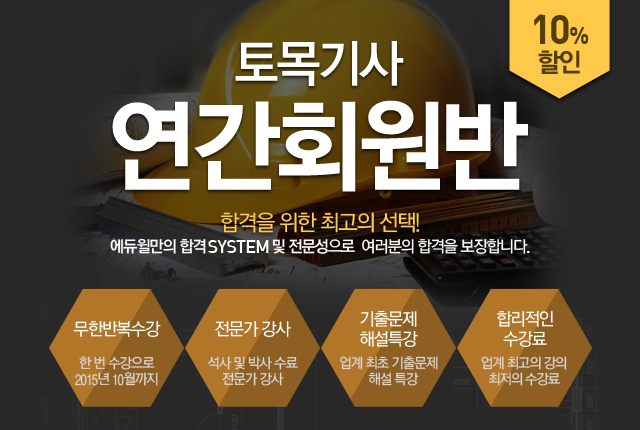 10%
할인
토목기사
연간회원반
합격을 위한 최고의 선택!
에듀윌만의 합격 SYSTEM 및 전문성으로 여러분의 합격을 보장합니다.
무한반복수강
한 번 수강으로
2015년 10월까지
전문가 강사
석사 및 박사 수료
전문가 강사
기출문제
해설특강
업계 최초 기출문제
해설 특강
합리적인
수강료
업계 최고의 강의
최저의 수강료